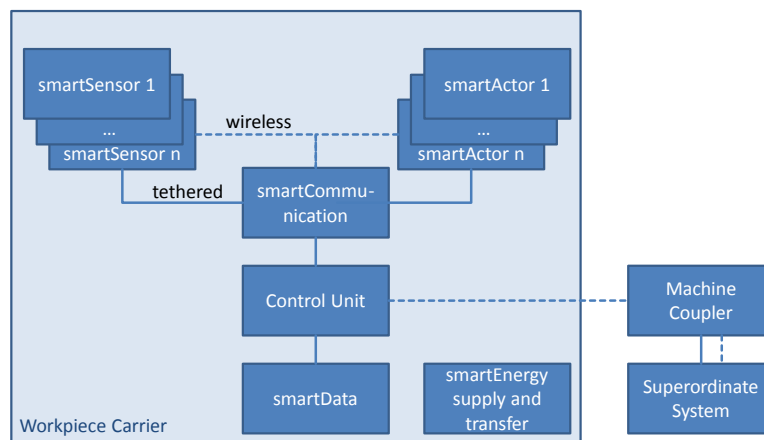 smartSensor 1
...
smartSensor n
smartActor 1
...
smartActor n
wireless
tethered
smartCommu-
nication
Control Unit
Machine
Coupler
smartData
smartEnergy
supply and
transfer
Superordinate
System
Workpiece Carrier